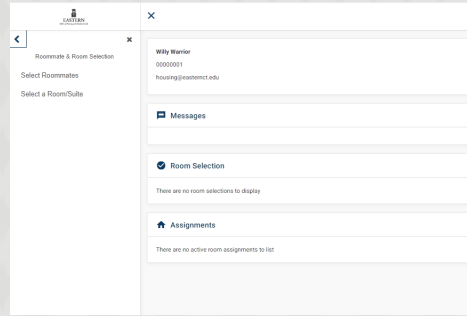 EASTERN
Roommate & Room Selection
Select Roommates
Select a Room/Suite
Willy Warrior
00000001
housing@easternct.edu
Messages
Room Selection
There are no room selections to display
Assignments
There are no active room assignments to list